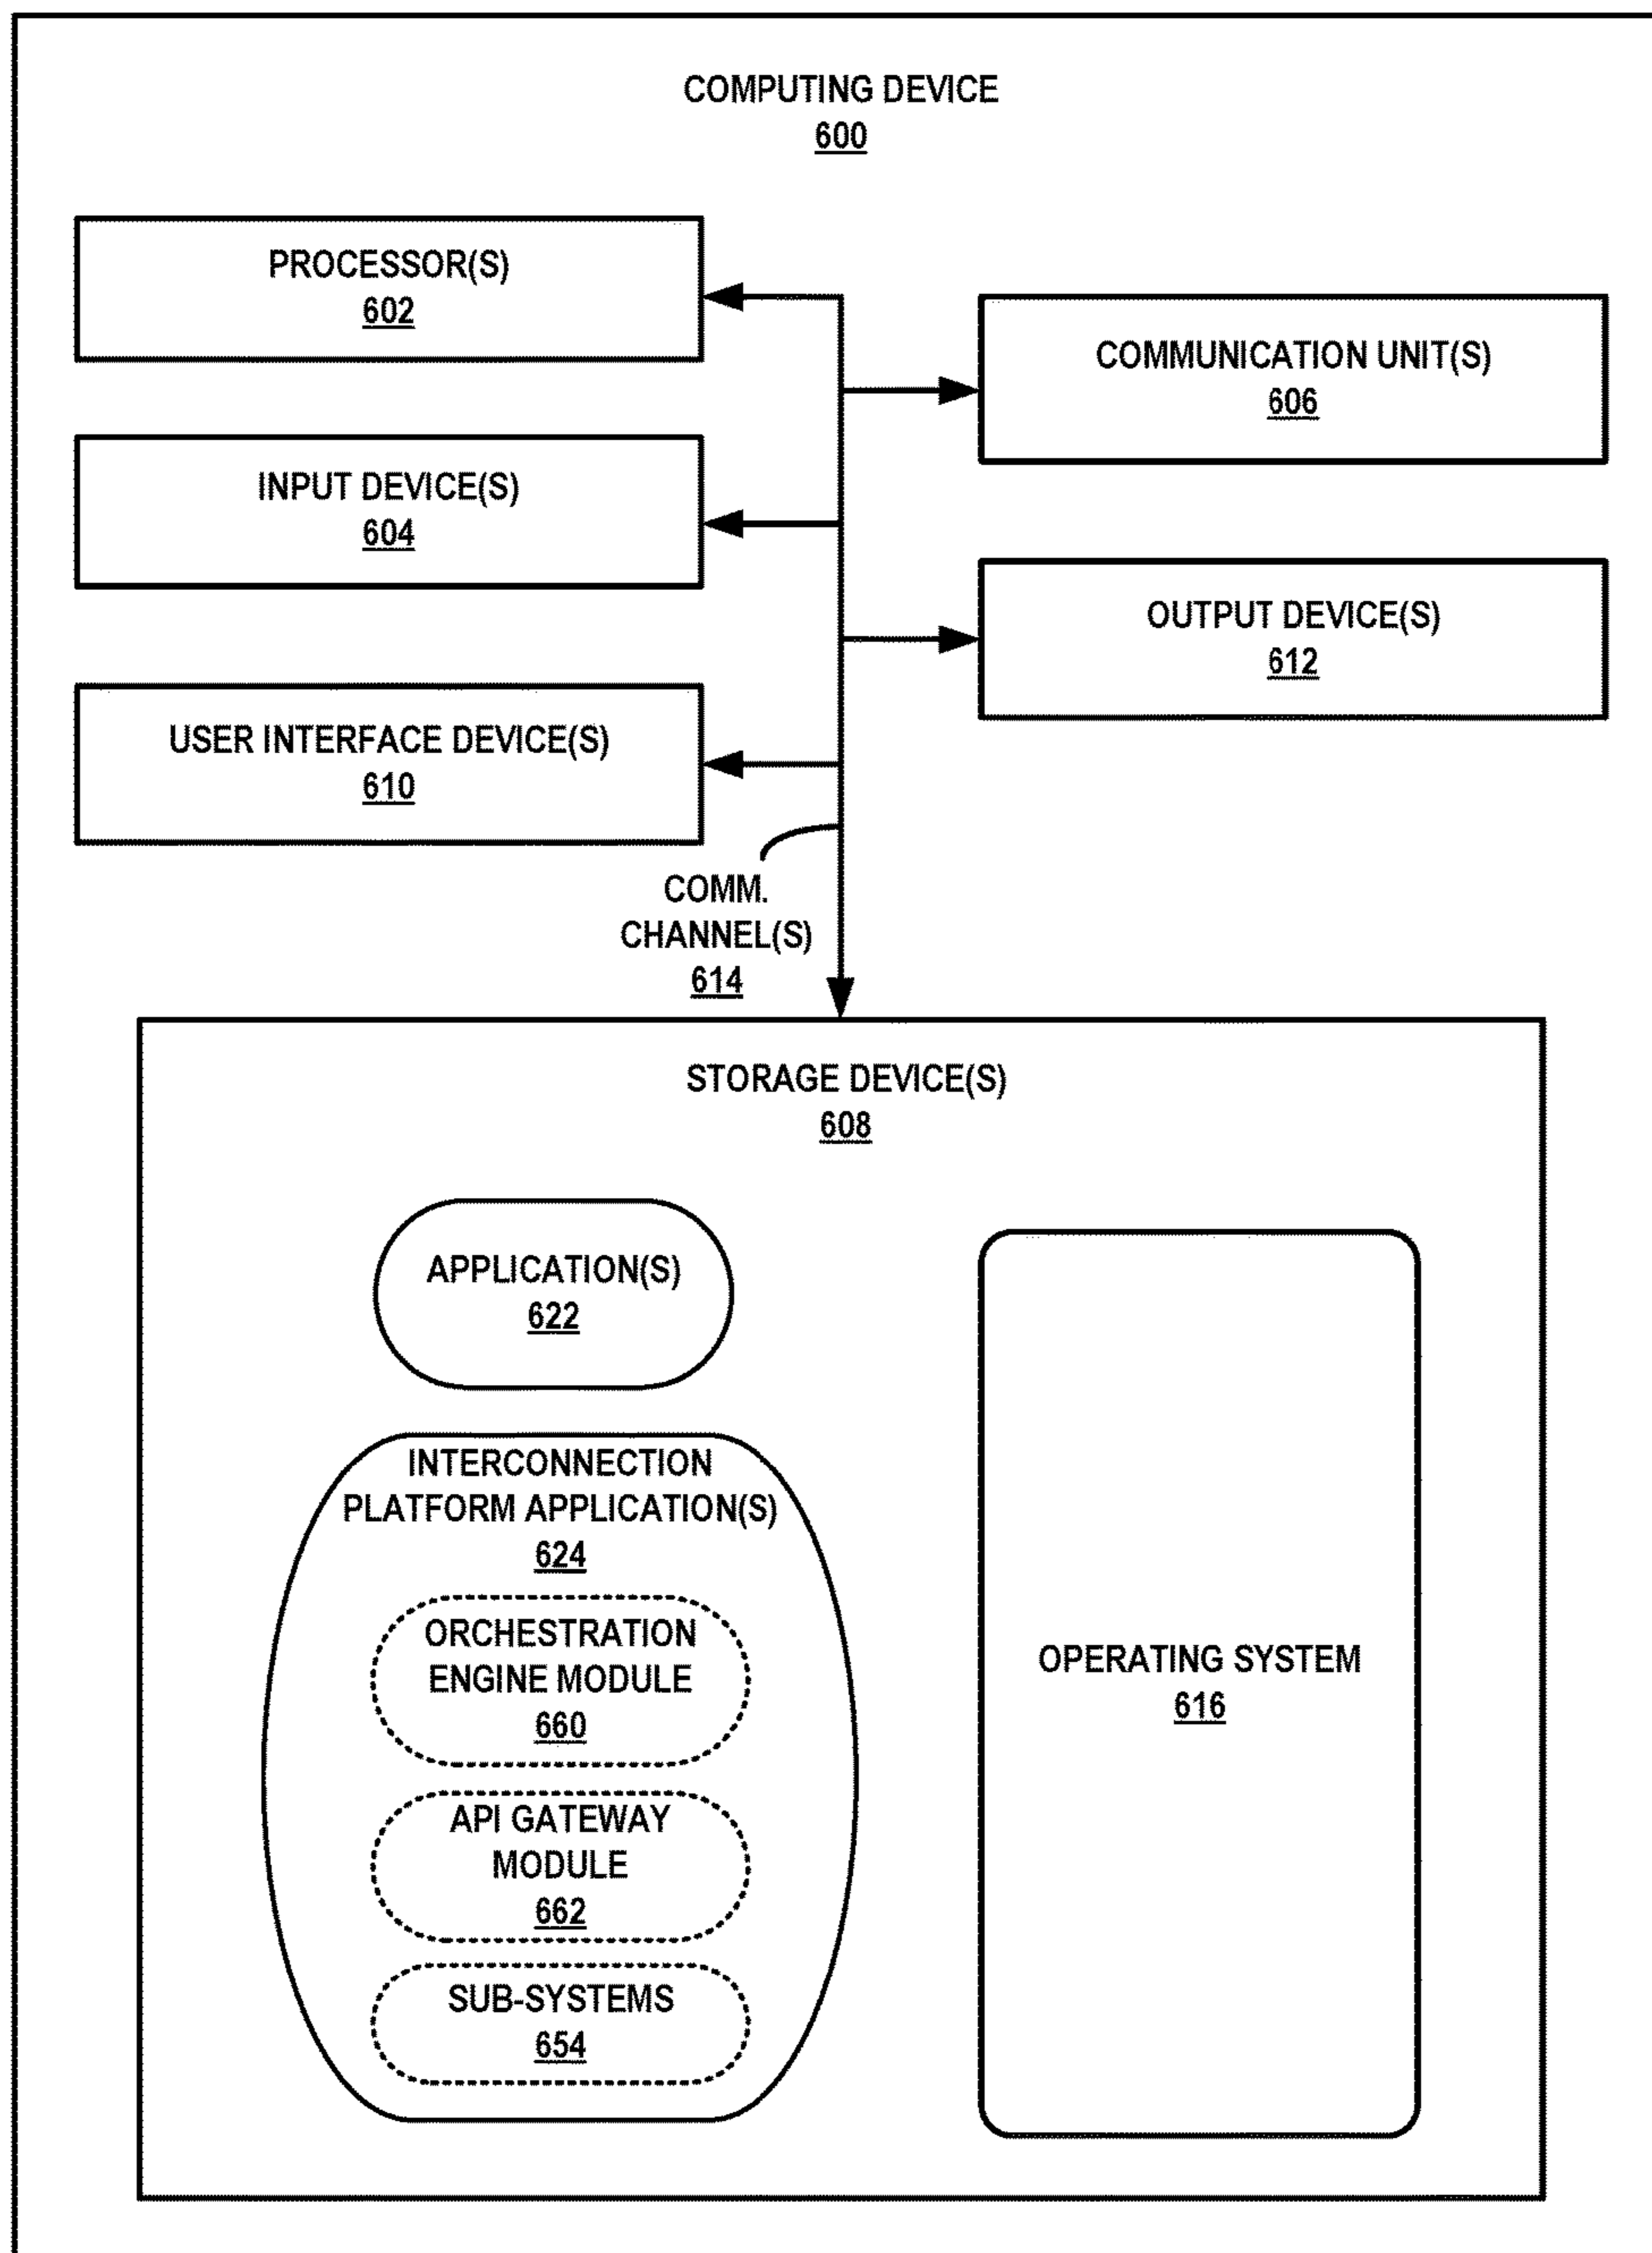 COMPUTING DEVICE
600
PROCESSOR(S)
602
COMMUNICATION UNIT(S)
606
INPUT DEVICE(S)
604
OUTPUT DEVICE(S)
612
USER INTERFACE DEVICE(S)
610
COMM.
CHANNEL(S)
614
STORAGE DEVICE(S)
608
APPLICATION(S)
622
INTERCONNECTION
PLATFORM APPLICATION(S)
624
ORCHESTRATION
ENGINE MODULE
660
API GATEWAY
MODULE
662
SUB-SYSTEMS
654
OPERATING SYSTEM
616